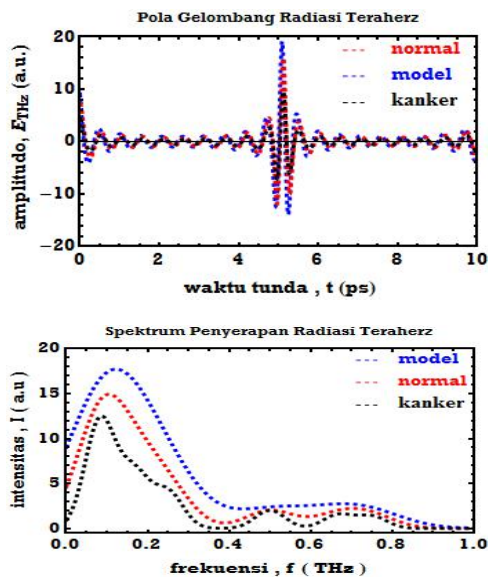 Pola Gelombang Radiasi Teraherz
20
10
0
−10
−20
amplitudo, E_THz (a.u.)
normal
model
kanker
0 2 4 6 8 10
waktu tunda , t (ps)
Spektrum Penyerapan Radiasi Teraherz
20
15
10
5
0
intensitas , I ( a.u )
model
normal
kanker
0.0 0.2 0.4 0.6 0.8 1.0
frekuensi , f ( THz)